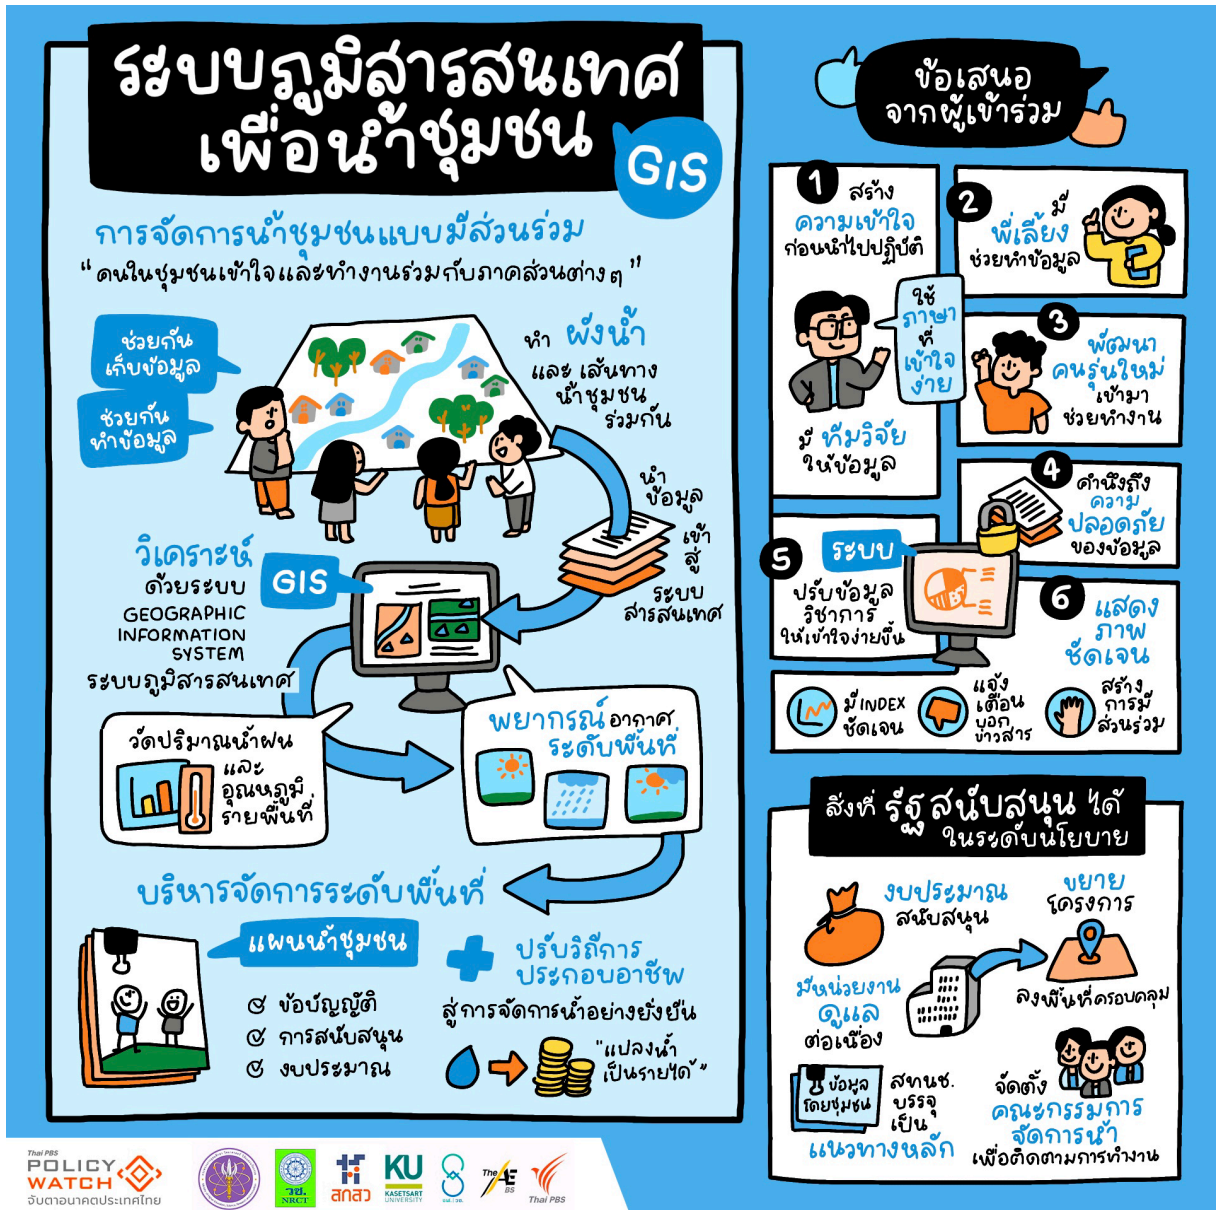 ระบบภูมิสารสนเทศ
เพื่อน้ำชุมชน
GIS
การจัดการน้ำชุมชนแบบมีส่วนร่วม
"คนในชุมชนเข้าใจและทำงานร่วมกับภาคส่วนต่างๆ"
ช่วยกัน
เก็บข้อมูล
ช่วยกัน
ทำข้อมูล
ทำ ผังน้ำ
และ เส้นทาง
น้ำชุมชน
ร่วมกัน
นำ
ข้อมูล
เข้า
สู่
ระบบ
สารสนเทศ
วิเคราะห์
ด้วยระบบ
GIS
GEOGRAPHIC
INFORMATION
SYSTEM
ระบบภูมิสารสนเทศ
วัดปริมาณน้ำฝน
และ
อุณหภูมิ
รายพื้นที่
พยากรณ์อากาศ
ระดับพื้นที่
บริหารจัดการระดับพื้นที่
แผนน้ำชุมชน
ข้อบัญญัติ
การสนับสนุน
งบประมาณ
ปรับวิถีการ
ประกอบอาชีพ
สู่การจัดการน้ำอย่างยั่งยืน
"แปลงน้ำ
เป็นรายได้"
ข้อเสนอ
จากผู้เข้าร่วม
1
สร้าง
ความเข้าใจ
ก่อนนำไปปฏิบัติ
ใช้
ภาษา
ที่
เข้าใจ
ง่าย
มี ทีมวิจัย
ให้ข้อมูล
2
มี
พี่เลี้ยง
ช่วยทำข้อมูล
3
พัฒนา
คนรุ่นใหม่
เข้ามา
ช่วยทำงาน
4
คำนึงถึง
ความ
ปลอดภัย
ของข้อมูล
5
ระบบ
ปรับข้อมูล
วิชาการ
ให้เข้าใจง่ายขึ้น
6
แสดง
ภาพ
ชัดเจน
มี INDEX
ชัดเจน
แจ้ง
เตือน
บอก
ข่าวสาร
สร้าง
การมี
ส่วนร่วม
สิ่งที่ รัฐสนับสนุน ได้
ในระดับนโยบาย
งบประมาณ
สนับสนุน
ขยาย
โครงการ
ลงพื้นที่ครอบคลุม
มีหน่วยงาน
ดูแล
ต่อเนื่อง
ข้อมูล
โดยชุมชน
สทนช.
บรรจุ
เป็น
แนวทางหลัก
จัดตั้ง
คณะกรรมการ
จัดการน้ำ
เพื่อติดตามการทำงาน
Thai PBS
POLICY
WATCH
จับตาอนาคตประเทศไทย
วช.
NRCT
สกสว
KU
KASETSART
UNIVERSITY
The
AE
BS
Thai PBS